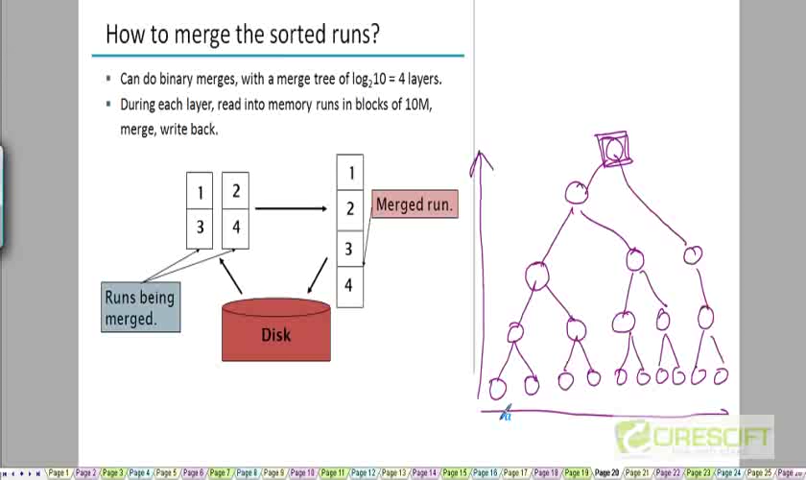 How to merge the sorted runs?
▪ Can do binary merges, with a merge tree of log₂10 = 4 layers.
▪ During each layer, read into memory runs in blocks of 10M,
merge, write back.
1 2
3 4
1
2
3
4
Merged run.
Runs being
merged.
Disk
CIRESCIFT
Page 1 Page 2 Page 3 Page 4 Page 5 Page 6 Page 7 Page 8 Page 9 Page 10 Page 11 Page 12 Page 13 Page 14 Page 15 Page 16 Page 17 Page 18 Page 19 Page 20 Page 21 Page 22 Page 23 Page 24 Page 25 Page